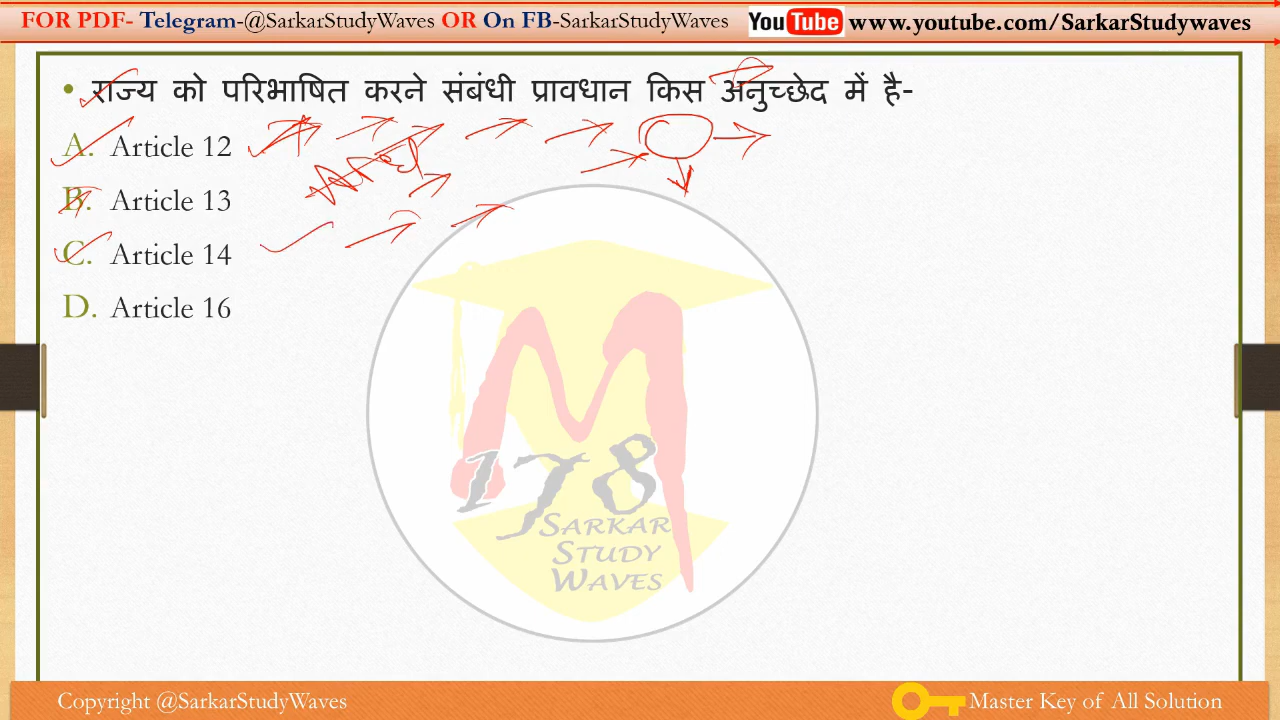 FOR PDF- Telegram-@SarkarStudyWaves OR On FB-SarkarStudyWaves YouTube www.youtube.com/SarkarStudywaves
• राज्य को परिभाषित करने संबंधी प्रावधान किस अनुच्छेद में है-
A. Article 12
B. Article 13
C. Article 14
D. Article 16
178
SARKAR
STUDY
WAVES
Copyright @SarkarStudyWaves Master Key of All Solution